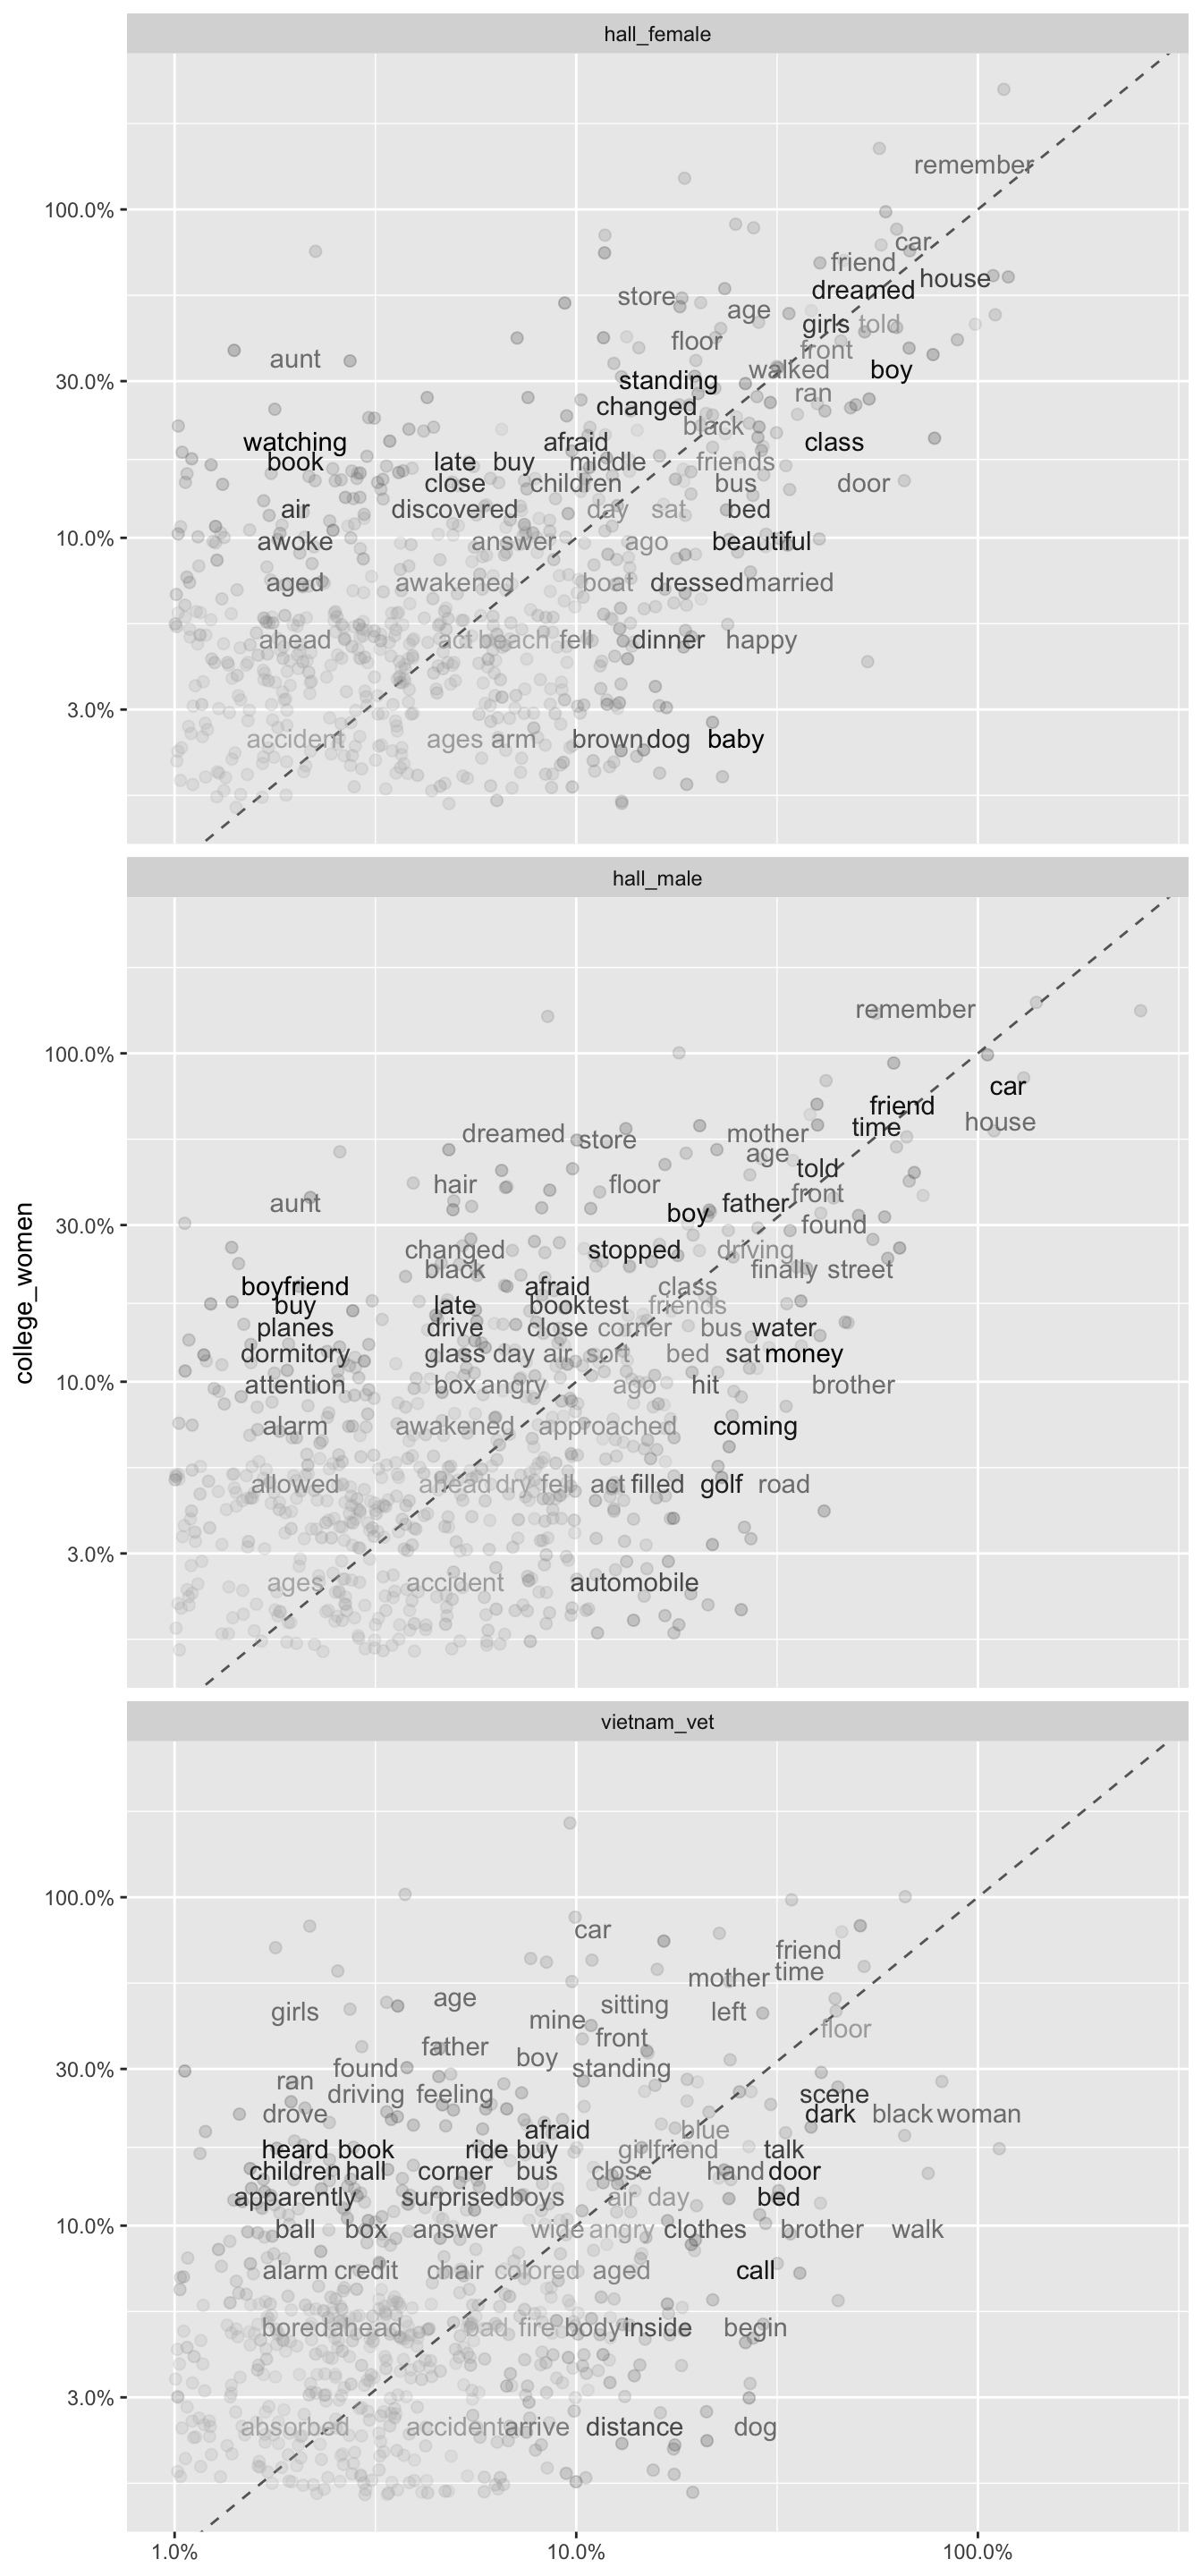 hall_female
remember
100.0%
car
friend
house
dreamed
store
age
girls told
floor
front
aunt
walked boy
30.0%
standing
ran
changed
black
watching afraid class
book late buy middle friends
close children bus door
air discovered day sat bed
10.0%
awoke answer ago beautiful
aged awakened boat dressed married
ahead act beach fell dinner happy
3.0%
accident ages arm brown dog baby
hall_male
remember
100.0%
car
friend
house
time
dreamed store mother
age
told
hair floor
front
aunt father
boy
30.0%
found
changed stopped driving
black finally street
boyfriend afraid class
buy late book test friends
planes drive close corner bus water
dormitory glass day air soft bed sat money
10.0%
attention box angry ago hit brother
alarm awakened approached coming
allowed ahead dry fell act filled golf road
3.0%
ages accident automobile
college_women
vietnam_vet
100.0%
car
friend
time
mother
age sitting
girls left
mine
floor
front
father
boy
30.0%
found standing
ran
driving feeling scene
drove dark black woman
afraid blue
heard book ride buy girlfriend talk
children hall corner bus close hand door
apparently surprised boys air day bed
10.0%
ball box answer wide angry clothes brother walk
alarm credit chair colored aged call
bored ahead bad fire body inside begin
3.0%
absorbed accident arrive distance dog
1.0% 10.0% 100.0%